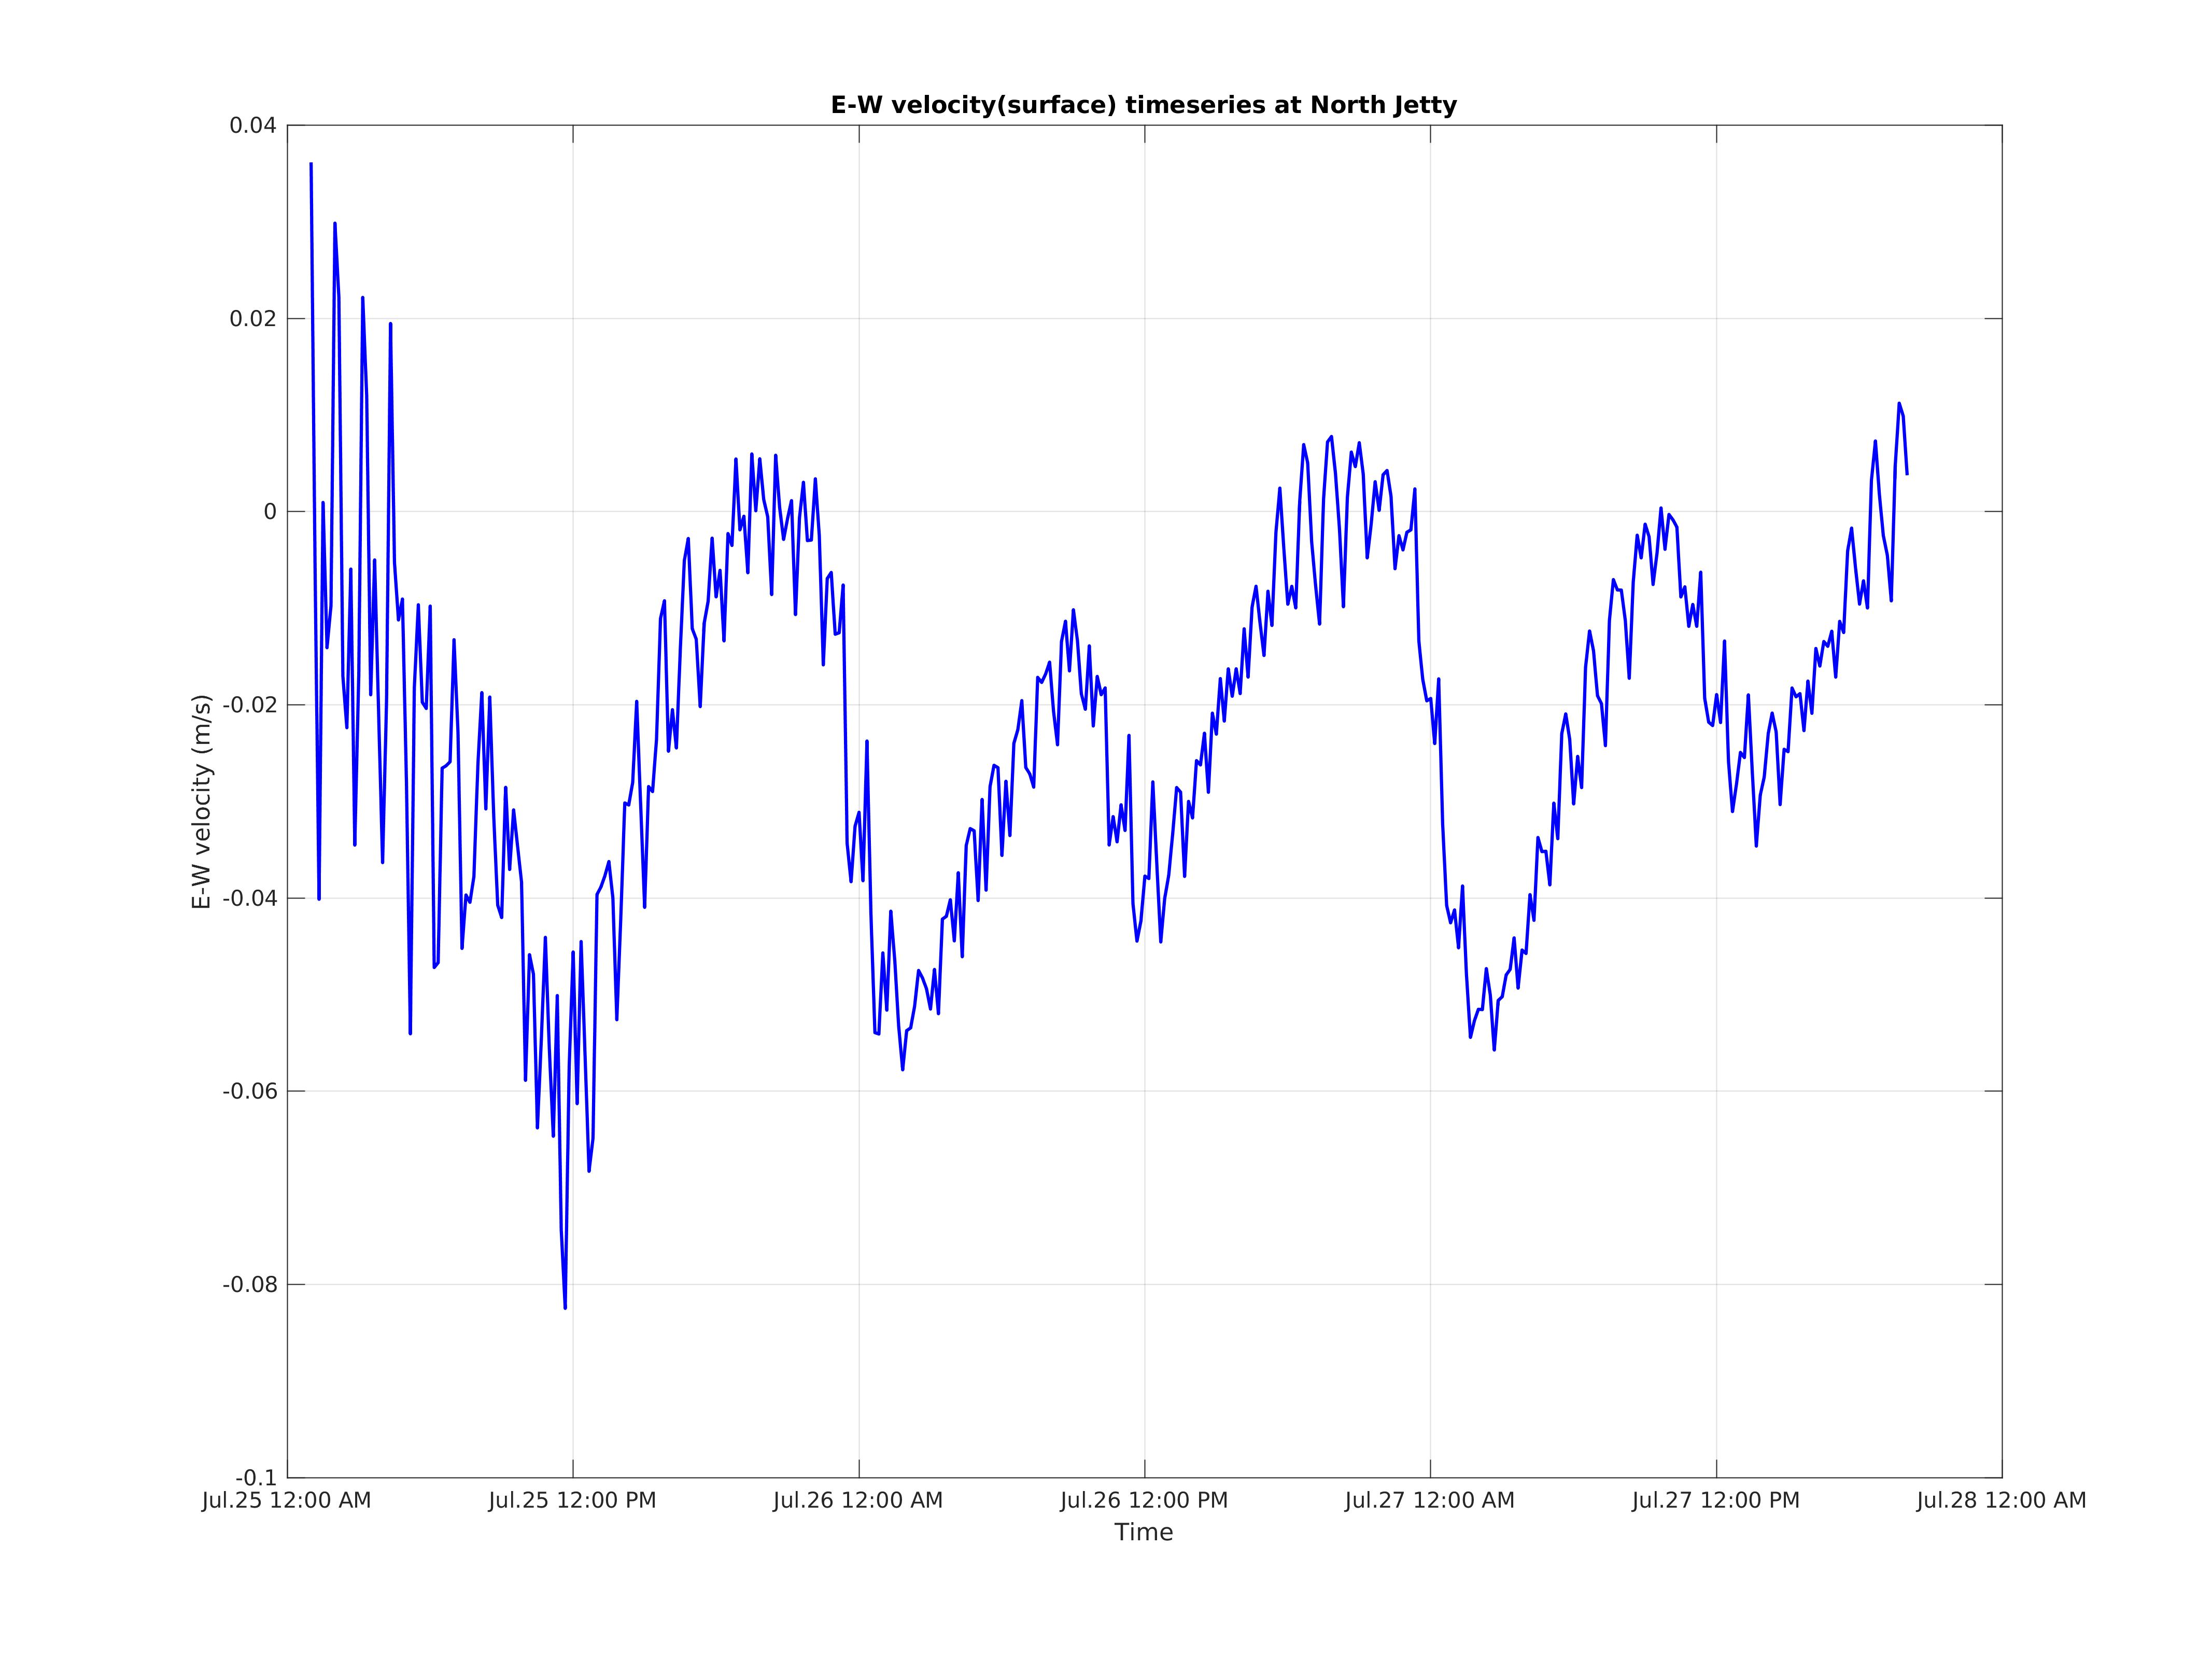 E-W velocity(surface) timeseries at North Jetty
0.04
0.02
0
-0.02
-0.04
-0.06
-0.08
-0.1
E-W velocity (m/s)
Jul.25 12:00 AM
Jul.25 12:00 PM
Jul.26 12:00 AM
Jul.26 12:00 PM
Jul.27 12:00 AM
Jul.27 12:00 PM
Jul.28 12:00 AM
Time